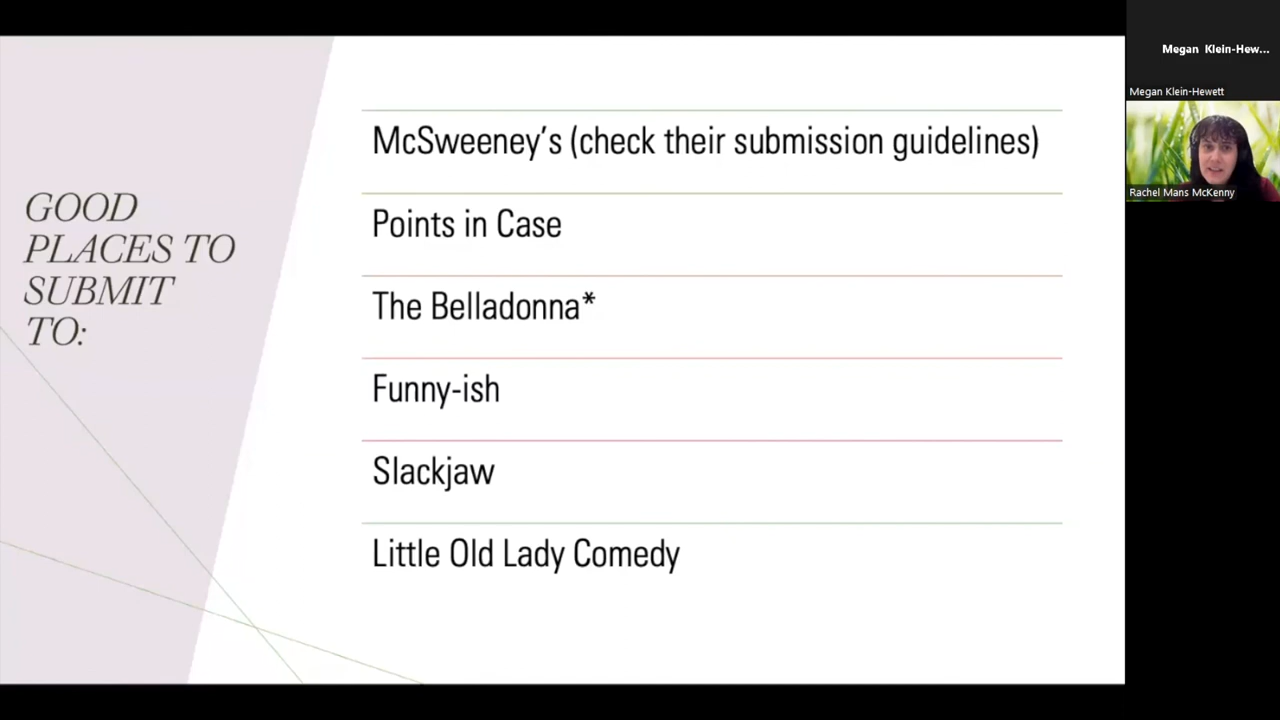 GOOD
PLACES TO
SUBMIT
TO:
McSweeney's (check their submission guidelines)
Points in Case
The Belladonna*
Funny-ish
Slackjaw
Little Old Lady Comedy
Megan Klein-Hew...
Megan Klein-Hewett
Rachel Mans McKenny